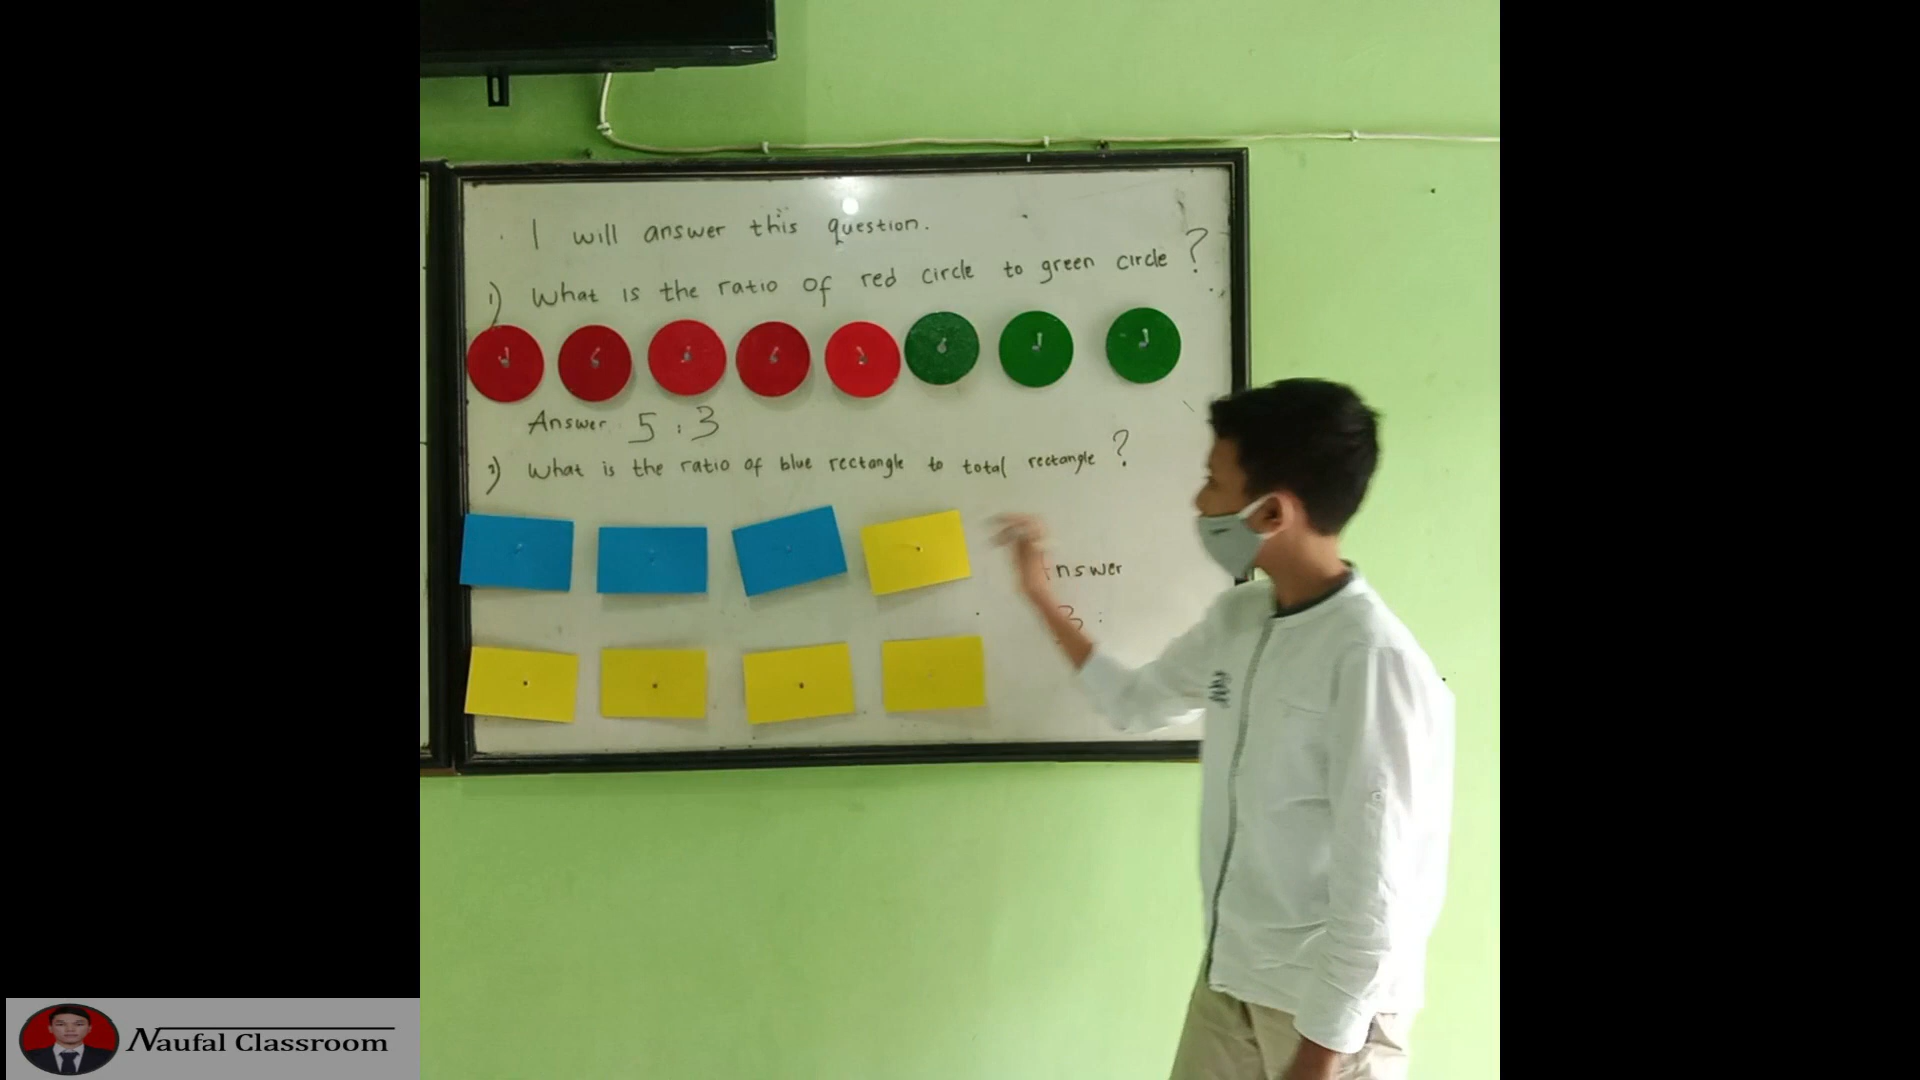 I will answer this question.
1) What is the ratio of red circle to green circle ?
Answer 5 : 3
2) What is the ratio of blue rectangle to total rectangle ?
nswer
3 :
Naufal Classroom